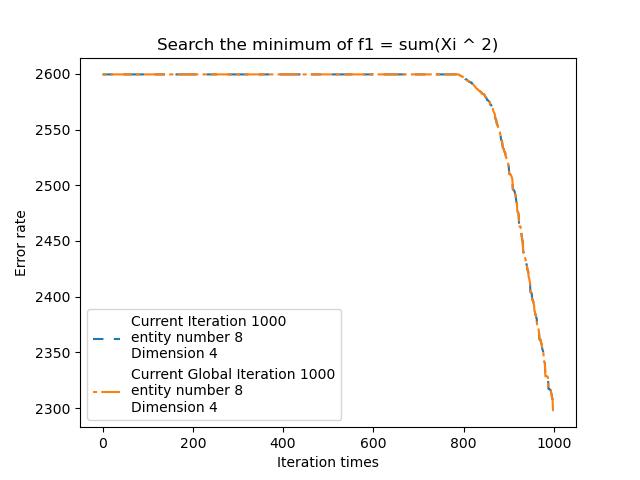 Search the minimum of f1 = sum(Xi ^ 2)
Error rate
2600
2550
2500
2450
2400
2350
2300
Current Iteration 1000
entity number 8
Dimension 4
Current Global Iteration 1000
entity number 8
Dimension 4
0 200 400 600 800 1000
Iteration times